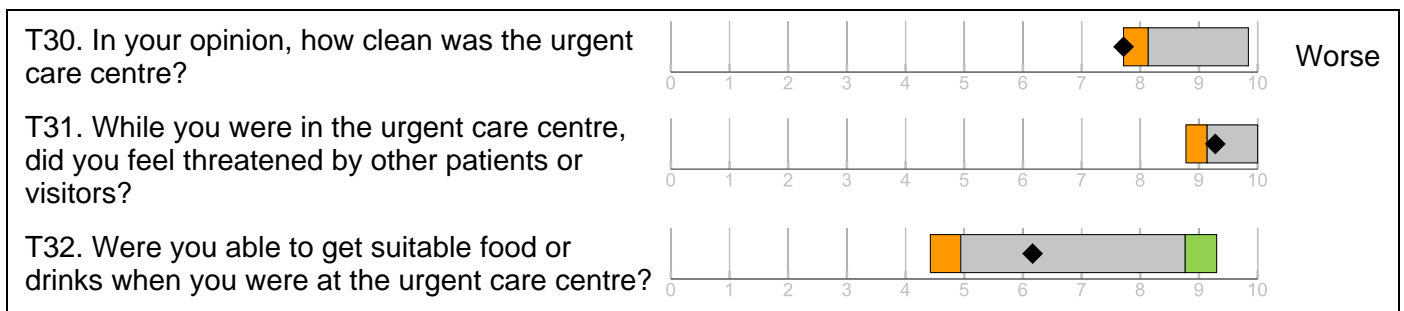 T30. In your opinion, how clean was the urgent
care centre?
Worse
0 1 2 3 4 5 6 7 8 9 10
T31. While you were in the urgent care centre,
did you feel threatened by other patients or
visitors?
0 1 2 3 4 5 6 7 8 9 10
T32. Were you able to get suitable food or
drinks when you were at the urgent care centre?
0 1 2 3 4 5 6 7 8 9 10